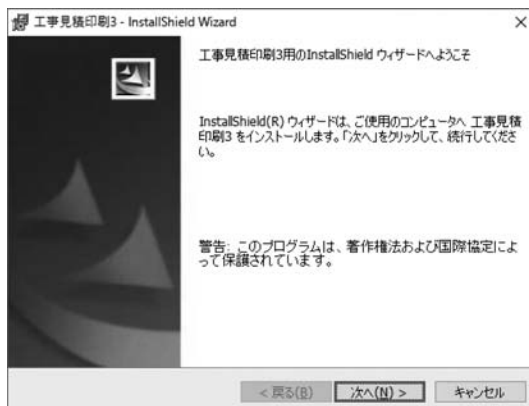 工事見積印刷3 - InstallShield Wizard
工事見積印刷3用のInstallShield ウィザードへようこそ
InstallShield(R) ウィザードは、ご使用のコンピュータへ 工事見積
印刷3 をインストールします。「次へ」をクリックして、続行してくださ
い。
警告: このプログラムは、著作権法および国際協定によ
って保護されています。
< 戻る(B) 次へ(N) > キャンセル